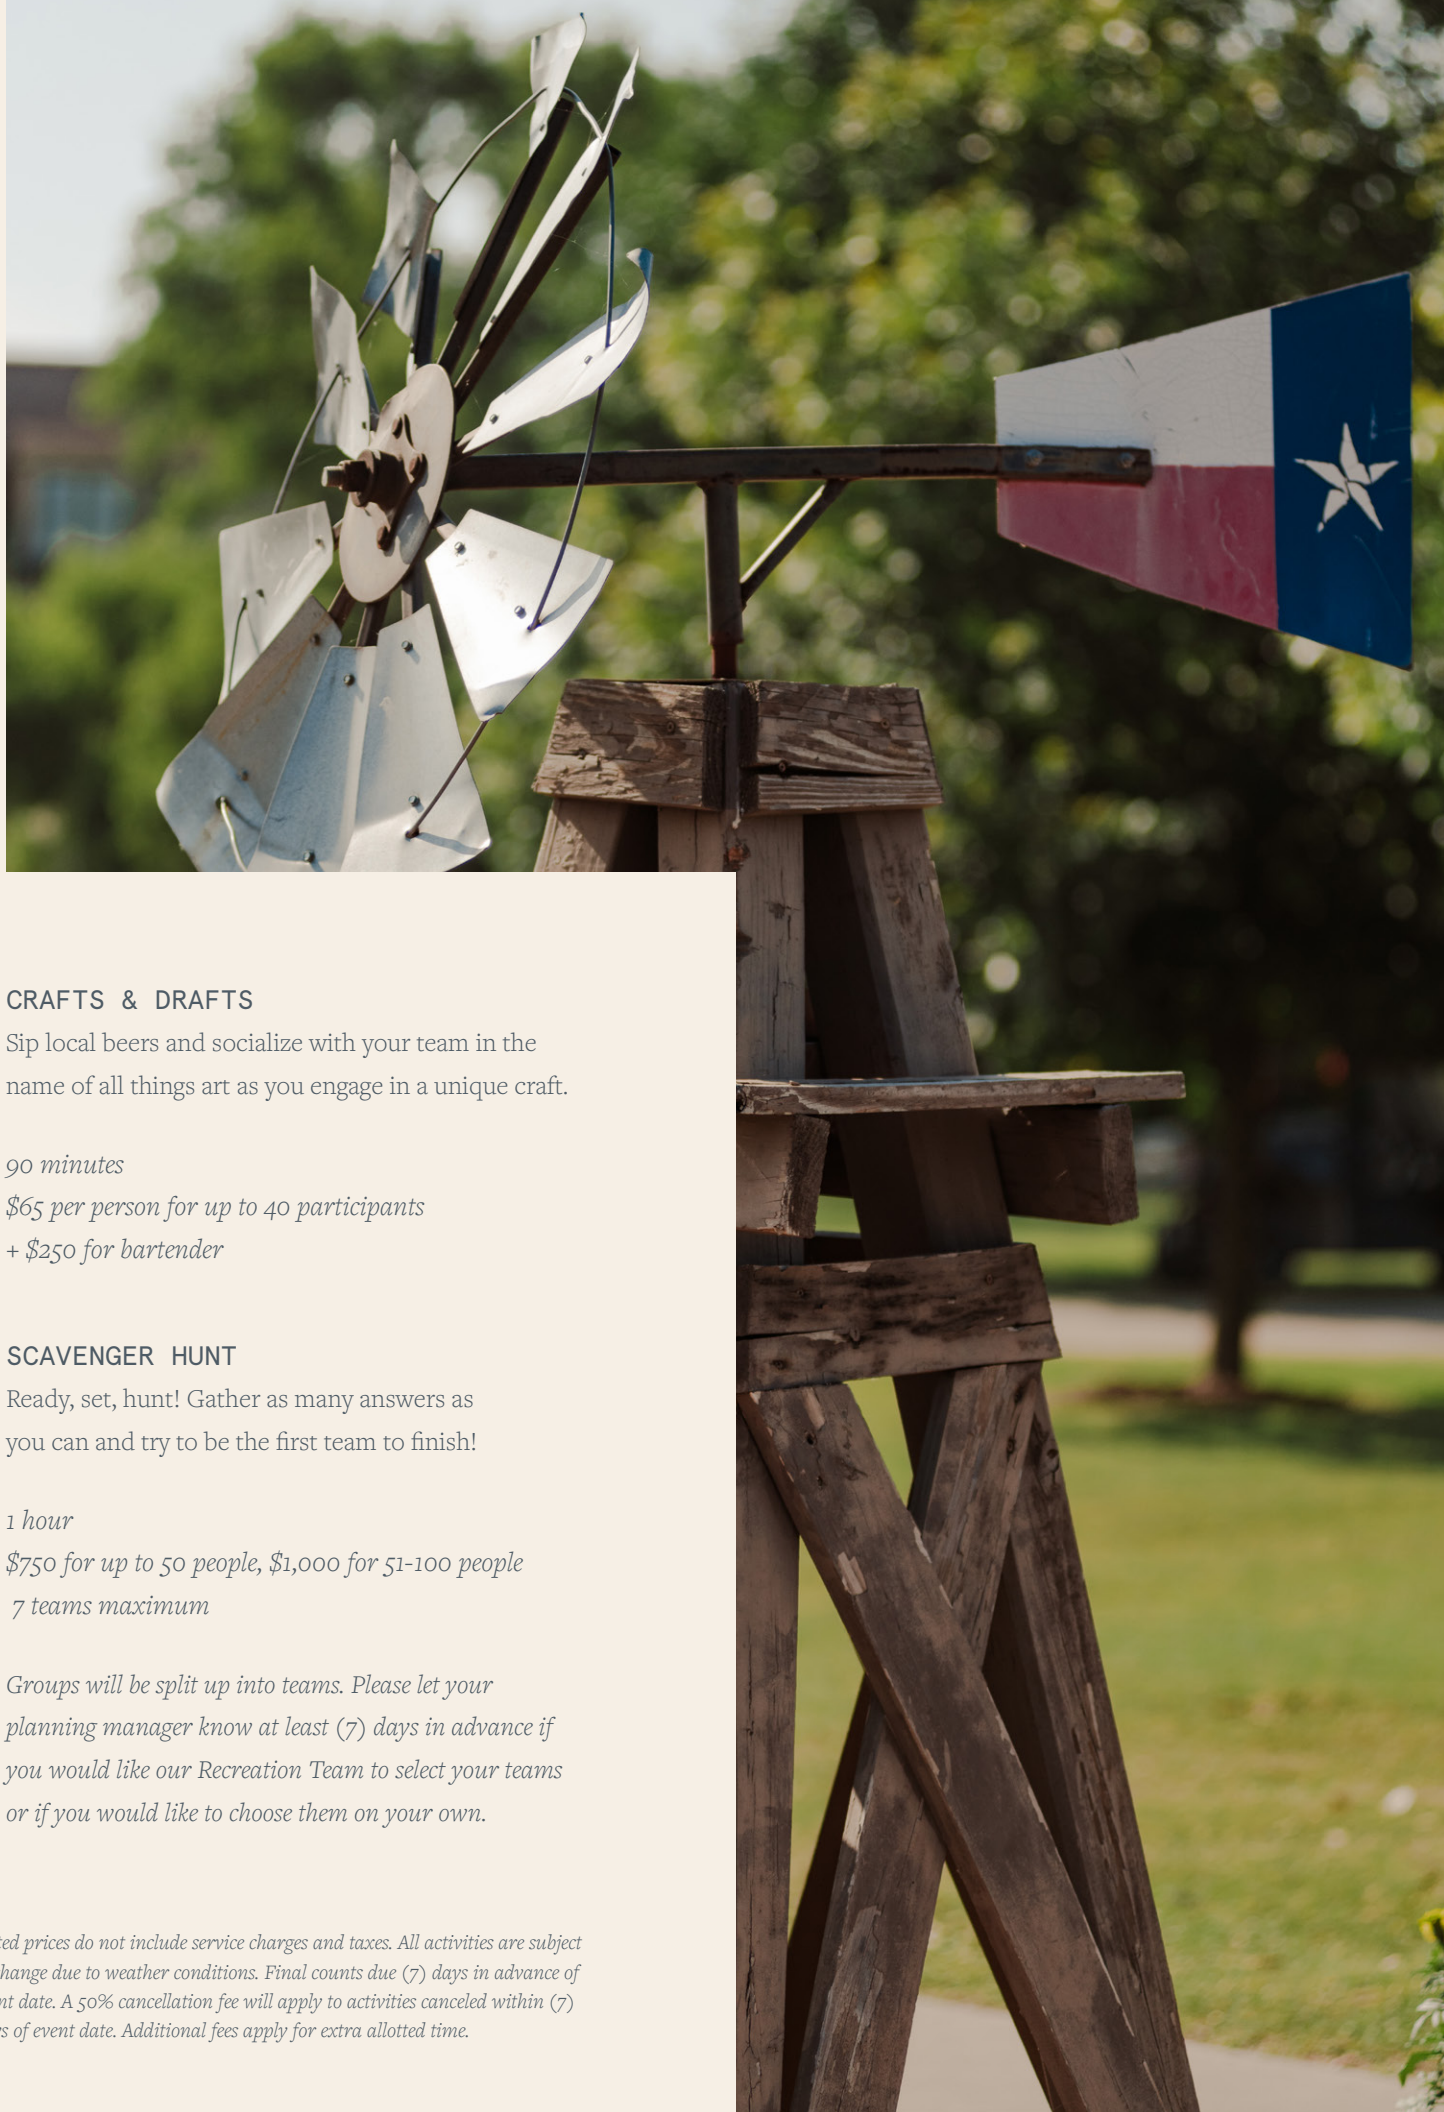 CRAFTS & DRAFTS
Sip local beers and socialize with your team in the
name of all things art as you engage in a unique craft.
90 minutes
$65 per person for up to 40 participants
+ $250 for bartender
SCAVENGER HUNT
Ready, set, hunt! Gather as many answers as
you can and try to be the first team to finish!
1 hour
$750 for up to 50 people, $1,000 for 51-100 people
7 teams maximum
Groups will be split up into teams. Please let your
planning manager know at least (7) days in advance if
you would like our Recreation Team to select your teams
or if you would like to choose them on your own.
prices do not include service charges and taxes. All activities are subject
due to weather conditions. Final counts due (7) days in advance of
date. A 50% cancellation fee will apply to activities canceled within (7)
of event date. Additional fees apply for extra allotted time.